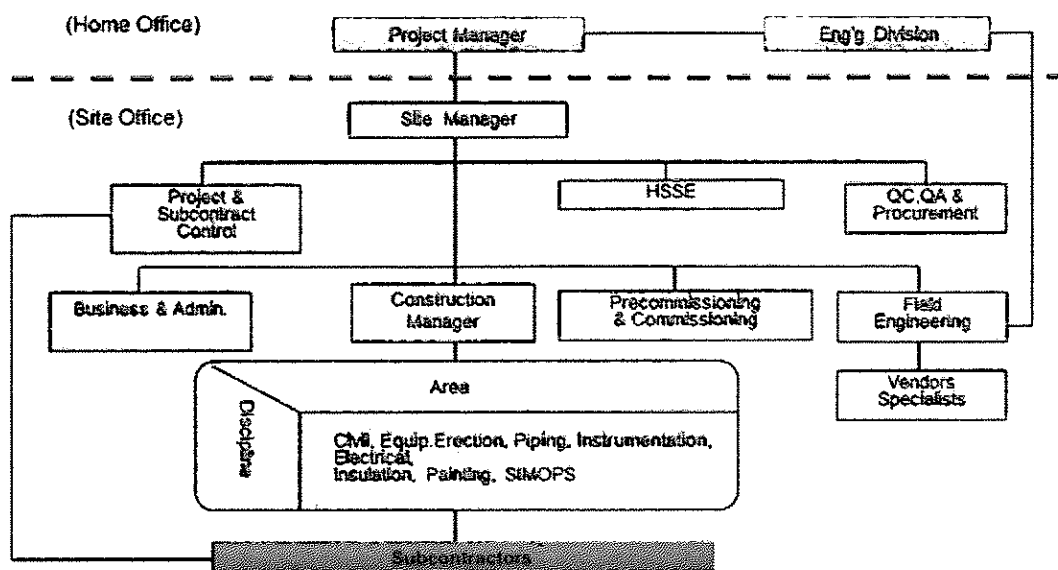 (Home Office)
Project Manager
Eng'g Division
(Site Office)
Site Manager
Project &
Subcontract
Control
HSSE
QC,QA &
Procurement
Business & Admin.
Construction
Manager
Precommissioning
& Commissioning
Field
Engineering
Vendors
Specialists
Area
Discipline
Civil, Equip.Erection, Piping, Instrumentation,
Electrical,
Insulation, Painting, SIMOPS
Subcontractors